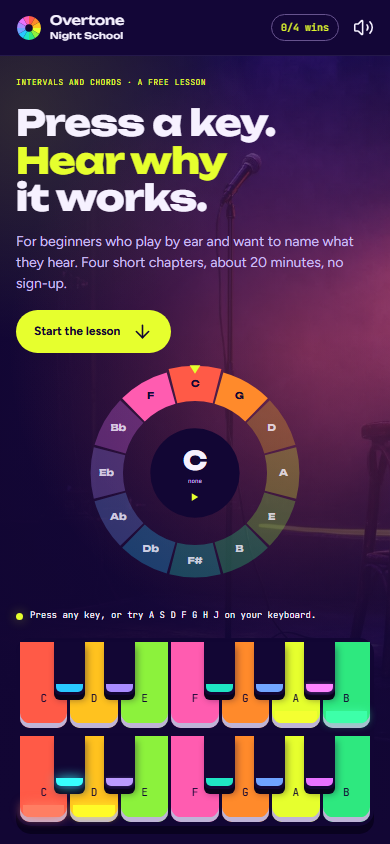 Overtone
Night School
0/4 wins
INTERVALS AND CHORDS · A FREE LESSON
Press a key.
Hear why
it works.
For beginners who play by ear and want to name what
they hear. Four short chapters, about 20 minutes, no
sign-up.
Start the lesson
C
F
G
Bb
D
Eb
A
Ab
E
Db
B
F#
C
none
Press any key, or try A S D F G H J on your keyboard.
C D E F G A B
C D E F G A B